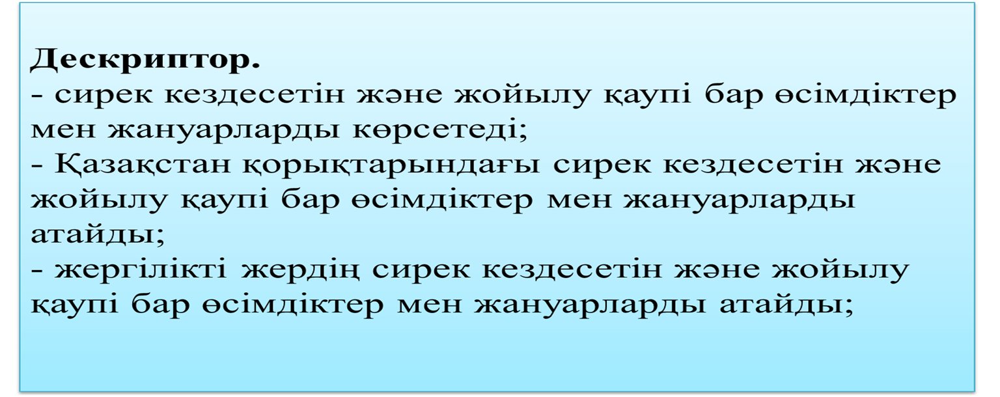 Дескриптор.
- сирек кездесетін және жойылу қаупі бар өсімдіктер
мен жануарларды көрсетеді;
- Қазақстан қорықтарындағы сирек кездесетін және
жойылу қаупі бар өсімдіктер мен жануарларды
атайды;
- жергілікті жердің сирек кездесетін және жойылу
қаупі бар өсімдіктер мен жануарларды атайды;